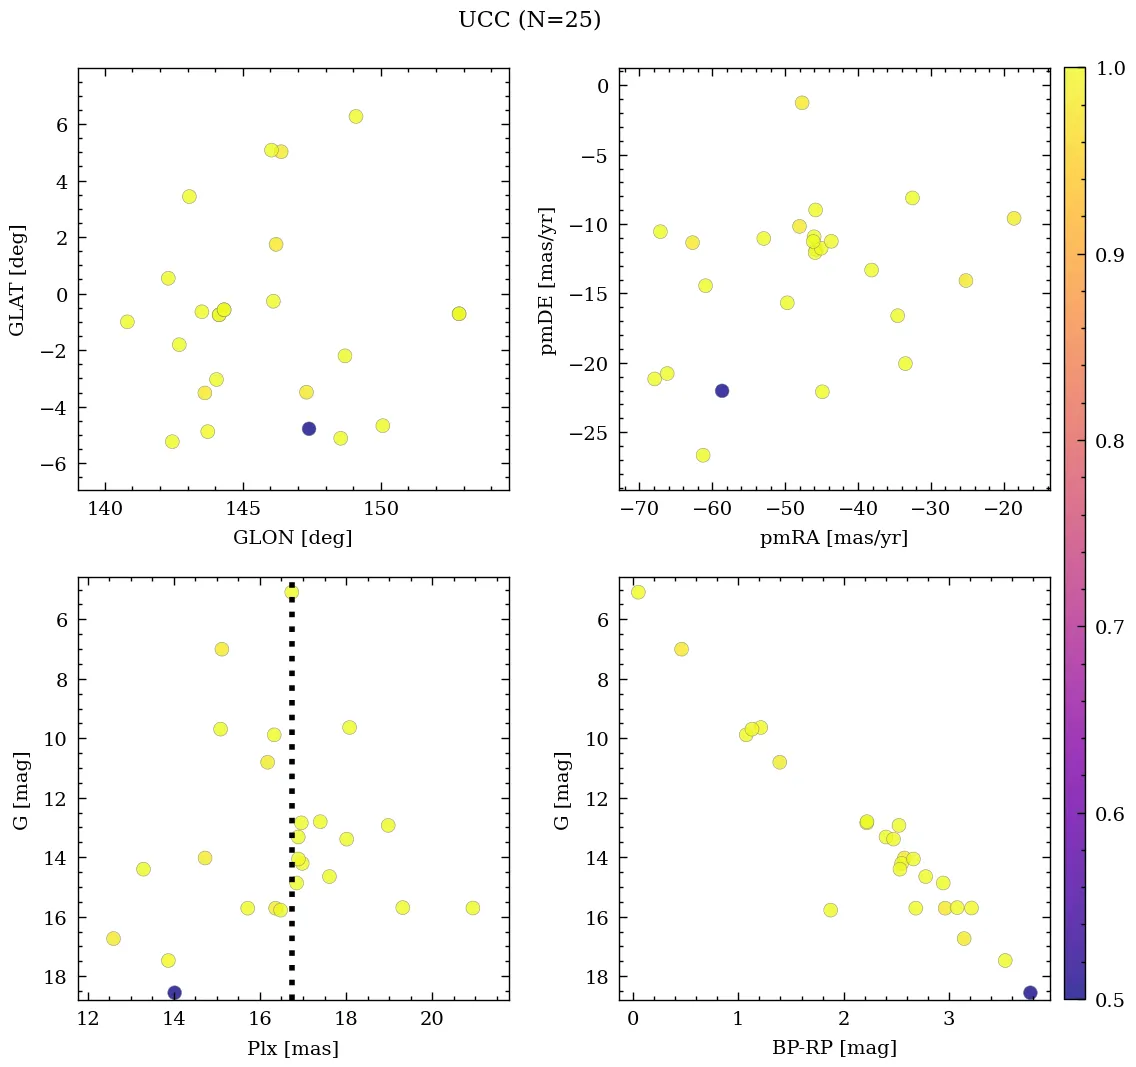 UCC (N=25)
6
4
2
0
−2
−4
−6
GLAT [deg]
140 145 150
GLON [deg]
0
−5
−10
−15
−20
−25
pmDE [mas/yr]
−70 −60 −50 −40 −30 −20
pmRA [mas/yr]
6
8
10
12
14
16
18
G [mag]
12 14 16 18 20
Plx [mas]
6
8
10
12
14
16
18
G [mag]
0 1 2 3
BP-RP [mag]
1.0
0.9
0.8
0.7
0.6
0.5